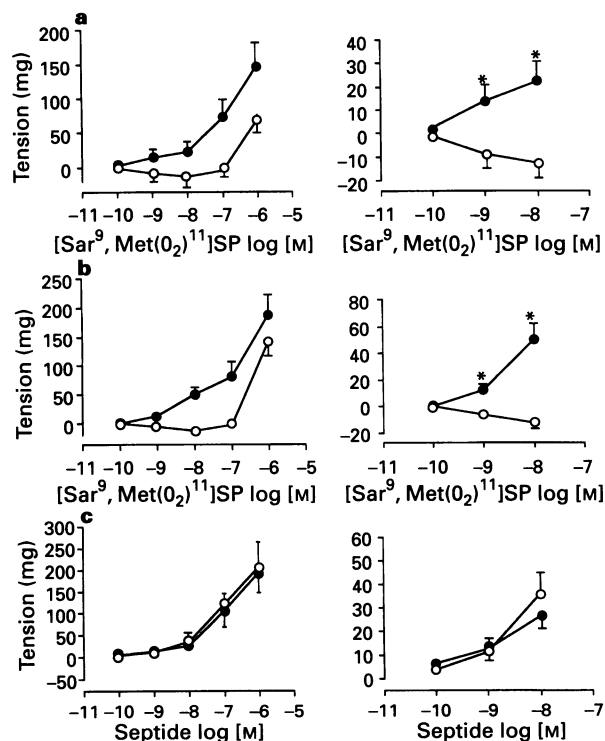 a
Tension (mg)
200
150
100
50
0
−11 −10 −9 −8 −7 −6 −5
[Sar⁹, Met(0₂)¹¹]SP log [M]
40
30
20
10
0
−10
−20
*
*
−11 −10 −9 −8 −7
[Sar⁹, Met(0₂)¹¹]SP log [M]
b
Tension (mg)
250
200
150
100
50
0
−11 −10 −9 −8 −7 −6 −5
[Sar⁹, Met(0₂)¹¹]SP log [M]
80
60
40
20
0
−20
*
*
−11 −10 −9 −8 −7
[Sar⁹, Met(0₂)¹¹]SP log [M]
c
Tension (mg)
300
250
200
150
100
50
0
−50
−11 −10 −9 −8 −7 −6 −5
Septide log [M]
60
50
40
30
20
10
0
−11 −10 −9 −8 −7
Septide log [M]